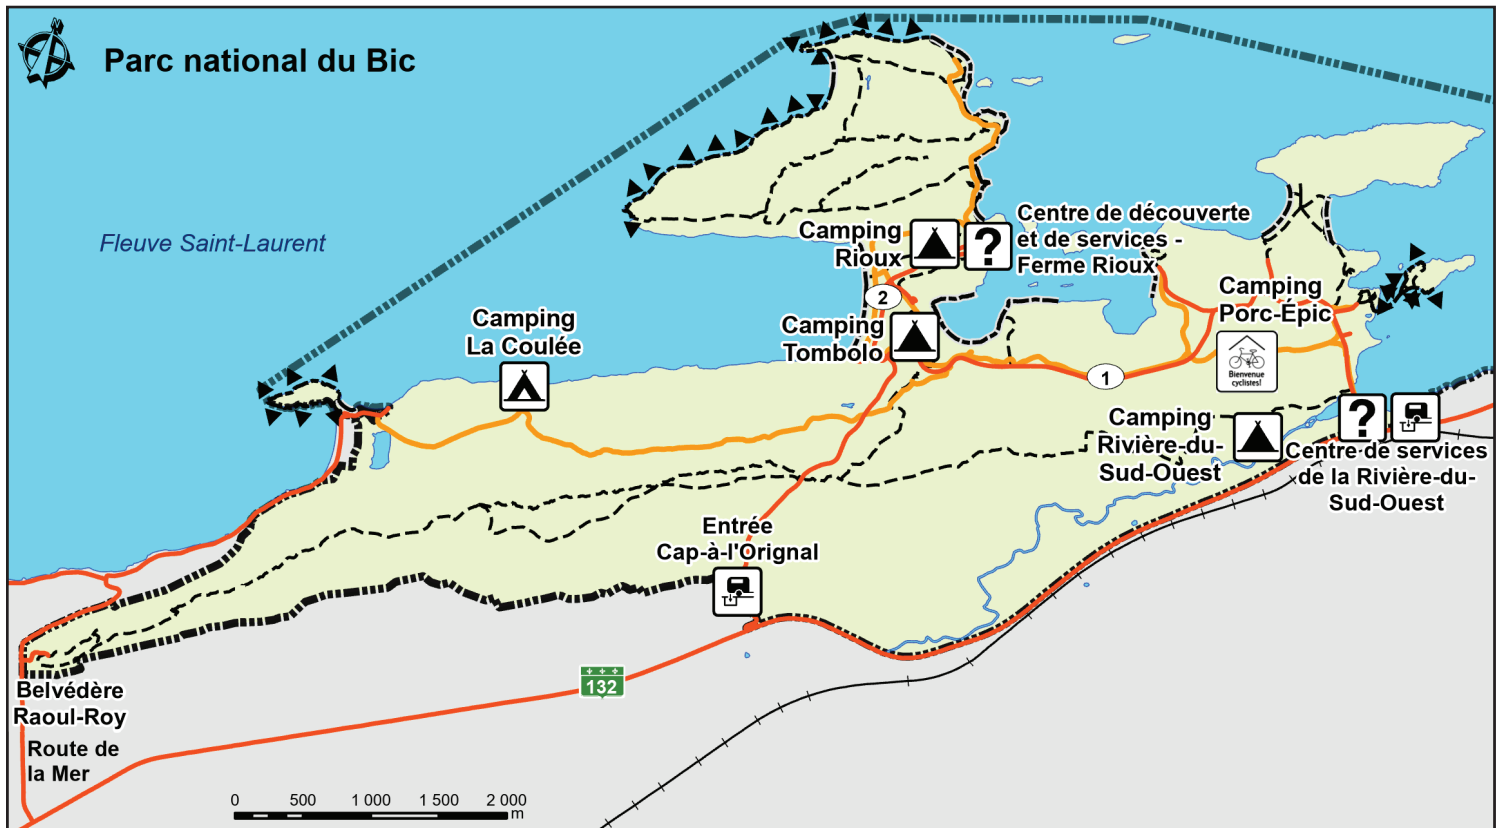 Parc national du Bic
Fleuve Saint-Laurent
Camping
Rioux
?
Centre de découverte
et de services -
Ferme Rioux
2
Camping
Porc-Épic
Camping
La Coulée
Camping
Tombolo
1
Bienvenue
cyclistes!
Camping
Rivière-du-
Sud-Ouest
?
Centre de services
de la Rivière-du-
Sud-Ouest
Entrée
Cap-à-l'Orignal
132
Belvédère
Raoul-Roy
Route de
la Mer
0 500 1 000 1 500 2 000
m